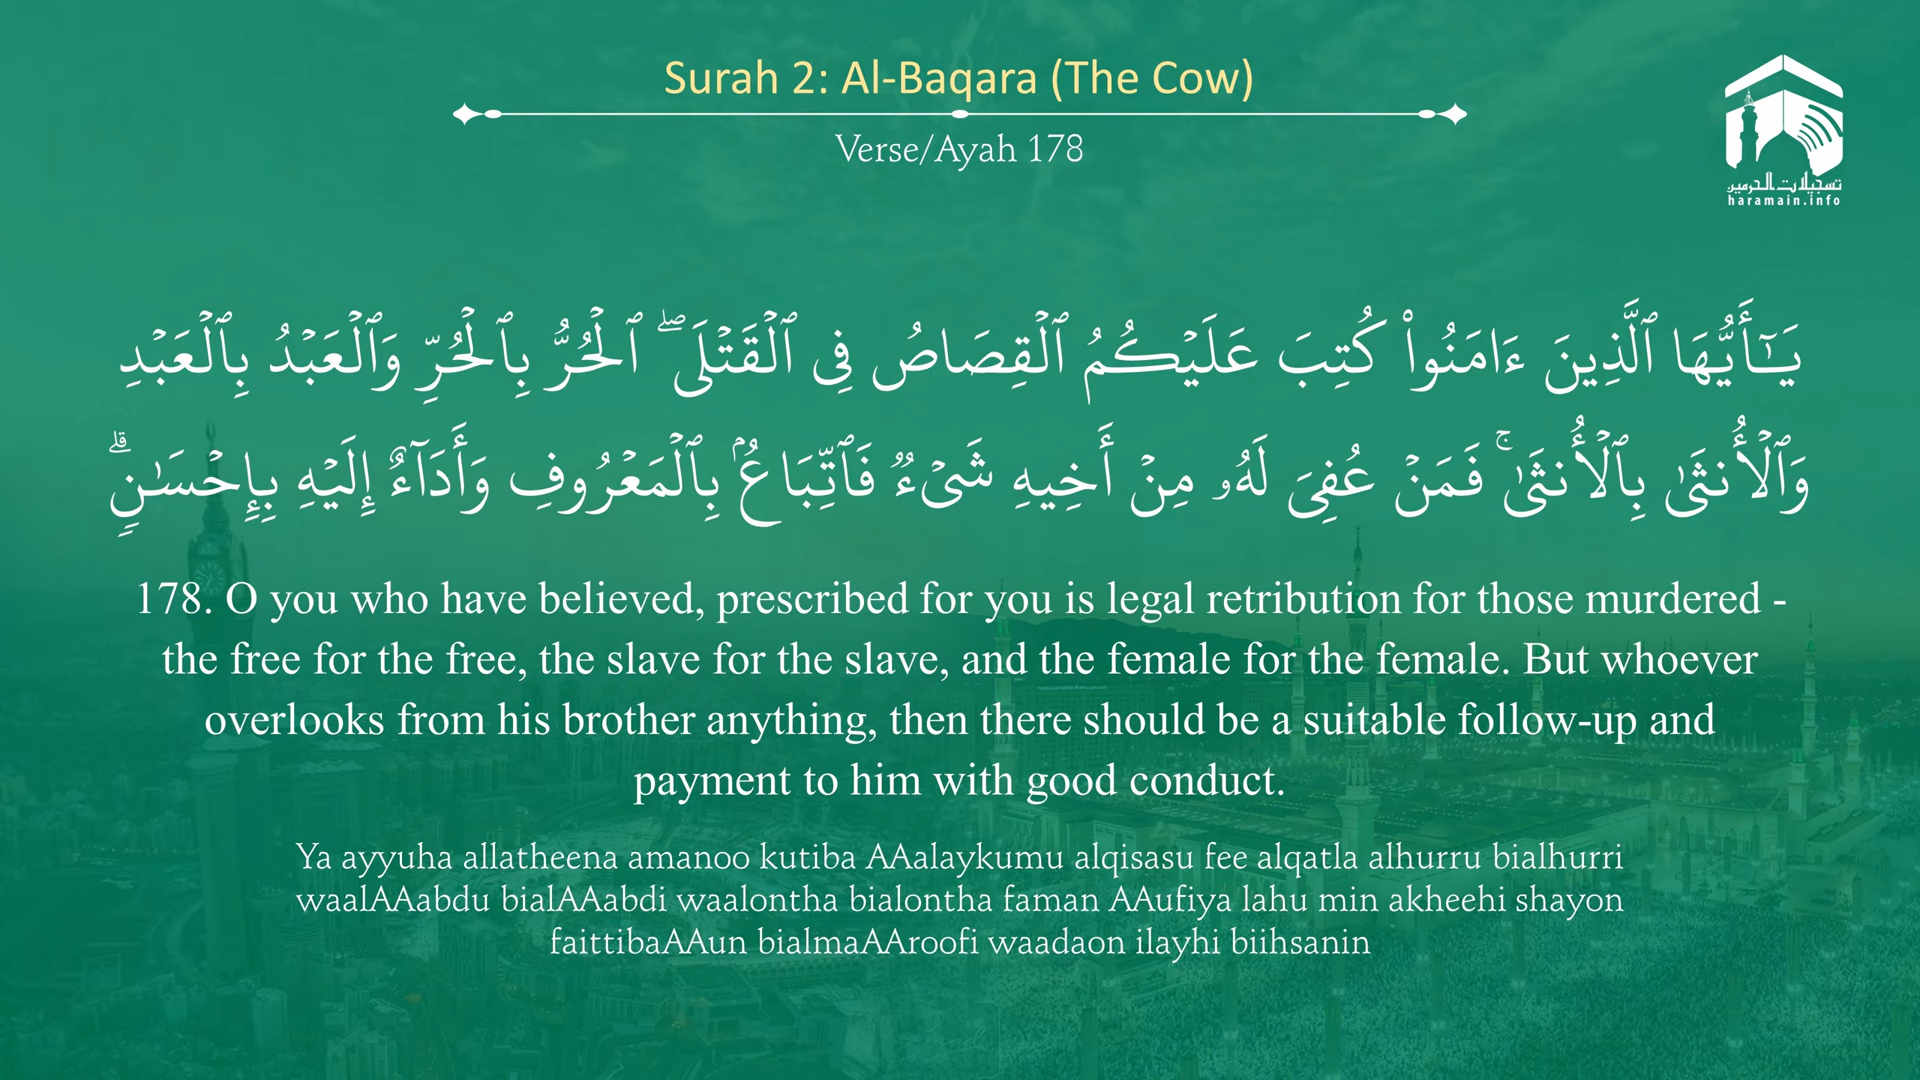 Surah 2: Al-Baqara (The Cow)
Verse/Ayah 178
تسجيلات الحرمين
haramain.info
يَـٰٓأَيُّهَا ٱلَّذِينَ ءَامَنُوا۟ كُتِبَ عَلَيْكُمُ ٱلْقِصَاصُ فِى ٱلْقَتْلَى ۖ ٱلْحُرُّ بِٱلْحُرِّ وَٱلْعَبْدُ بِٱلْعَبْدِ
وَٱلْأُنثَىٰ بِٱلْأُنثَىٰ ۚ فَمَنْ عُفِىَ لَهُۥ مِنْ أَخِيهِ شَىْءٌ فَٱتِّبَاعٌۢ بِٱلْمَعْرُوفِ وَأَدَآءٌ إِلَيْهِ بِإِحْسَـٰنٍ ۗ
178. O you who have believed, prescribed for you is legal retribution for those murdered -
the free for the free, the slave for the slave, and the female for the female. But whoever
overlooks from his brother anything, then there should be a suitable follow-up and
payment to him with good conduct.
Ya ayyuha allatheena amanoo kutiba AAalaykumu alqisasu fee alqatla alhurru bialhurri
waalAAabdu bialAAabdi waalontha bialontha faman AAufiya lahu min akheehi shayon
faittibaAAun bialmaAAroofi waadaon ilayhi biihsanin